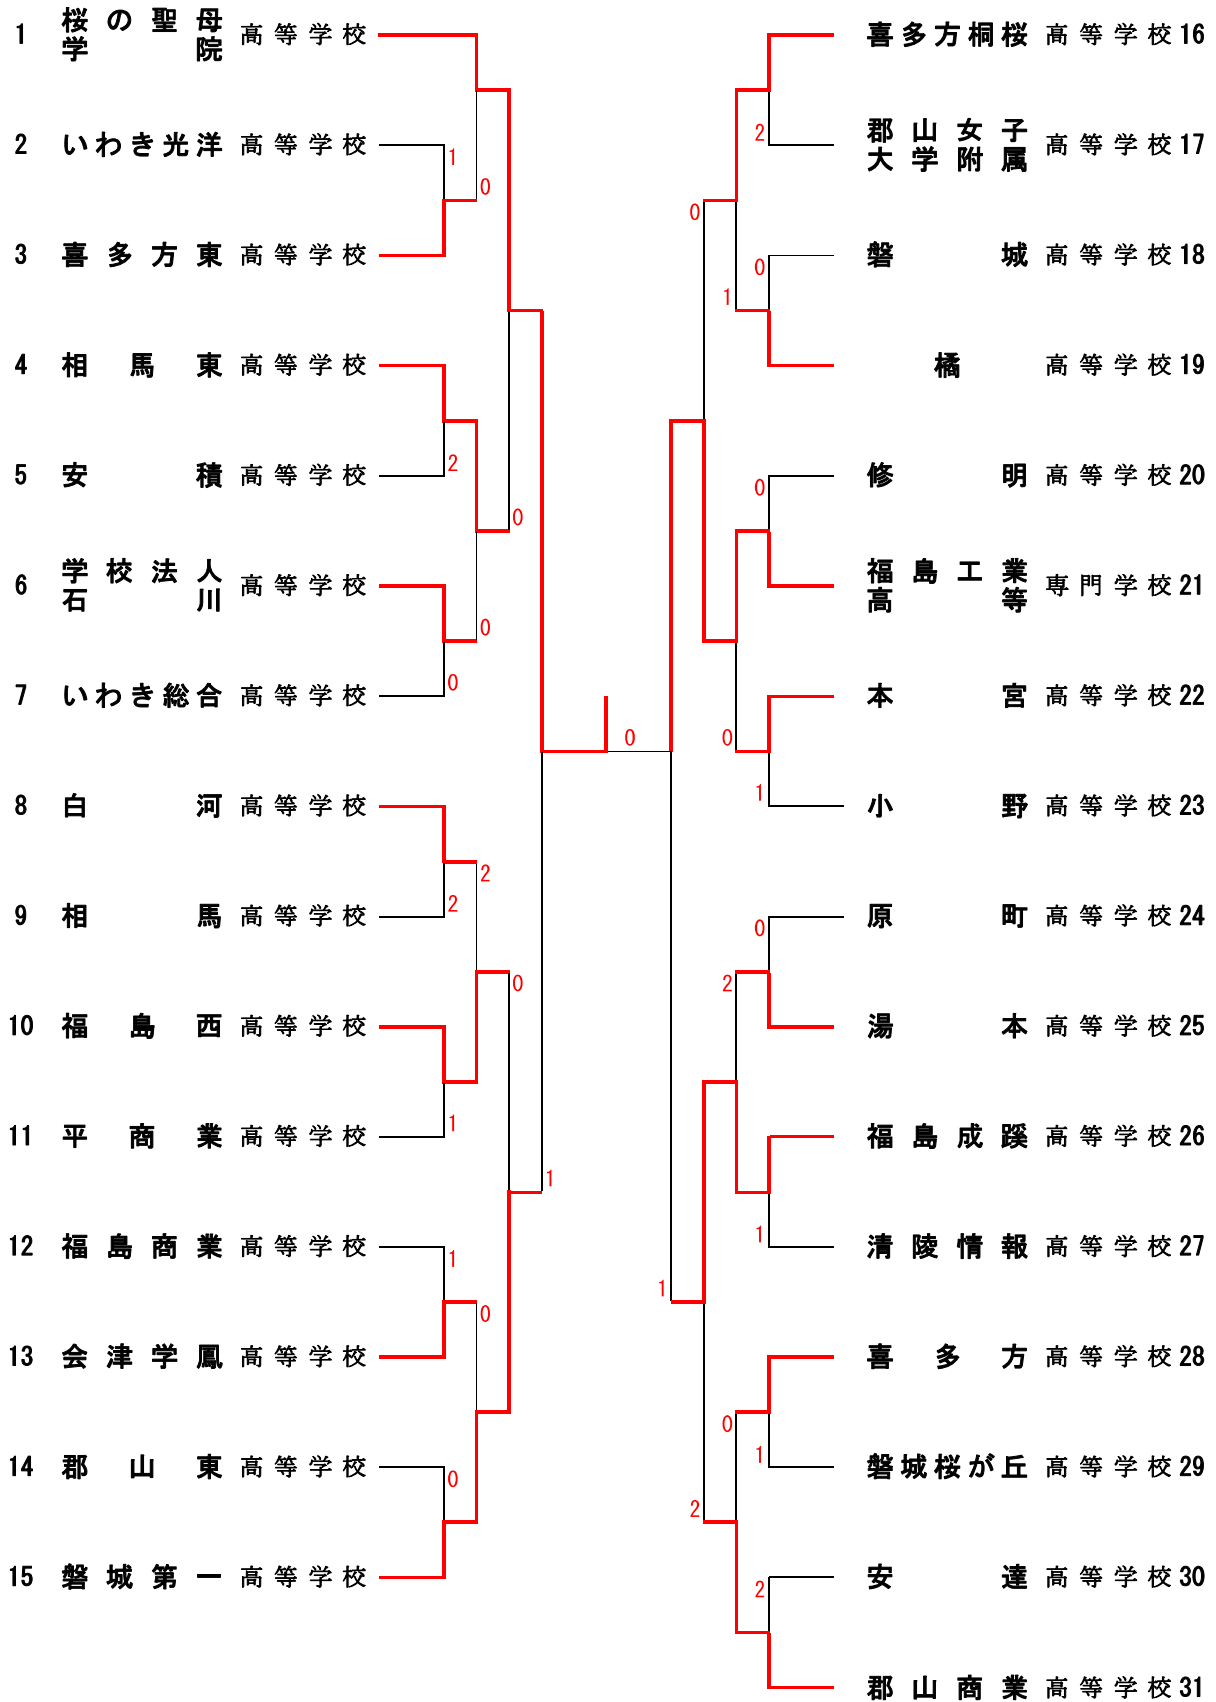 1 桜の聖母学院 高等学校
2 いわき光洋 高等学校
1
0
3 喜多方東 高等学校
4 相馬東 高等学校
2
5 安積 高等学校
0
6 学校法人石川 高等学校
0
0
7 いわき総合 高等学校
8 白河 高等学校
2
2
9 相馬 高等学校
0
10 福島西 高等学校
1
11 平商業 高等学校
1
12 福島商業 高等学校
1
0
13 会津学鳳 高等学校
14 郡山東 高等学校
0
15 磐城第一 高等学校
0
喜多方桐桜 高等学校 16
2
郡山女子大学附属 高等学校 17
0
磐城 高等学校 18
0
1
橘 高等学校 19
修明 高等学校 20
0
福島工業高等 専門学校 21
本宮 高等学校 22
0
1
小野 高等学校 23
原町 高等学校 24
0
2
湯本 高等学校 25
福島成蹊 高等学校 26
1
清陵情報 高等学校 27
1
喜多方 高等学校 28
0
1
磐城桜が丘 高等学校 29
2
安達 高等学校 30
2
郡山商業 高等学校 31